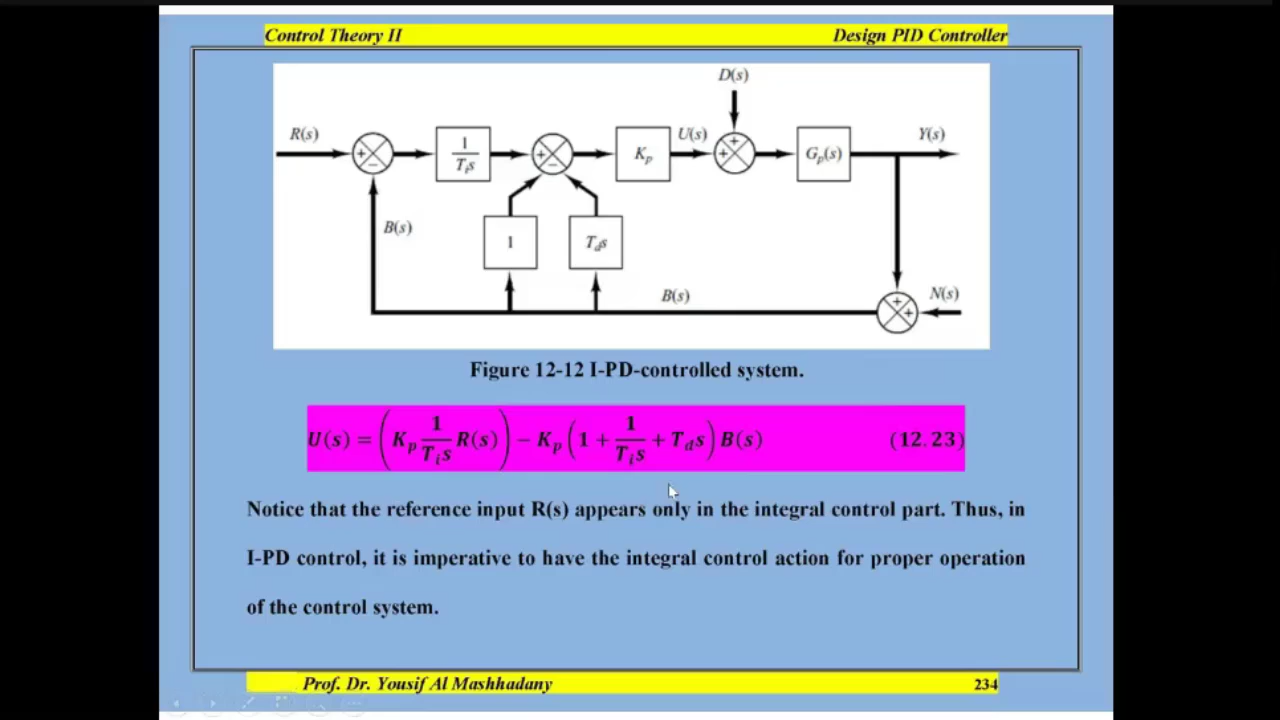 Control Theory II Design PID Controller
D(s)
R(s) + − 1/(T_i s) + − K_p U(s) + + G_p(s) Y(s)
B(s) 1 T_d s
B(s) + + N(s)
Figure 12-12 I-PD-controlled system.
U(s) = (K_p 1/(T_i s) R(s)) − K_p (1 + 1/(T_i s) + T_d s) B(s) (12.23)
Notice that the reference input R(s) appears only in the integral control part. Thus, in
I-PD control, it is imperative to have the integral control action for proper operation
of the control system.
Prof. Dr. Yousif Al Mashhadany 234